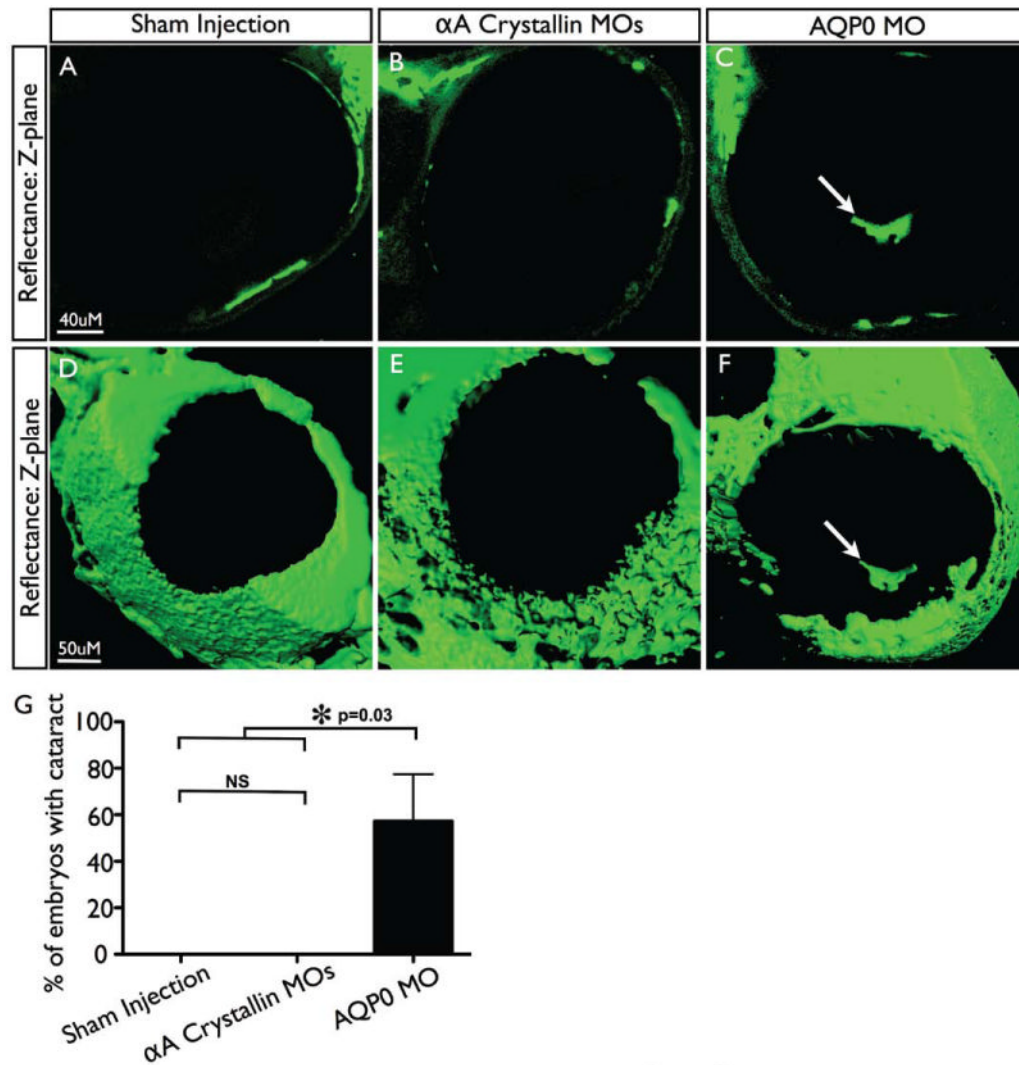 Sham Injection
αA Crystallin MOs
AQP0 MO
Reflectance: Z-plane
A
40uM
B
C
Reflectance: Z-plane
D
50uM
E
F
G
% of embryos with cataract
100
80
60
40
20
0
* p=0.03
NS
Sham Injection
αA Crystallin MOs
AQP0 MO